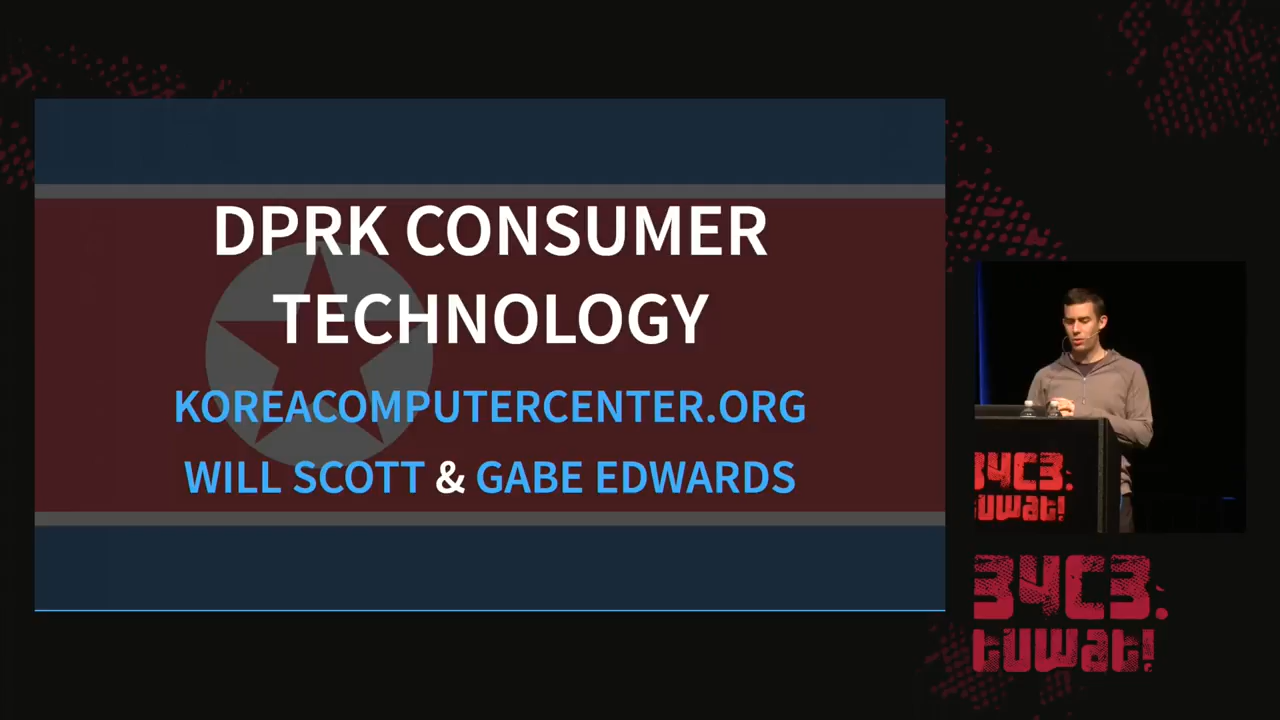 DPRK CONSUMER
TECHNOLOGY
KOREACOMPUTERCENTER.ORG
WILL SCOTT & GABE EDWARDS
34C3.
tuwat!
34C3.
tuwat!